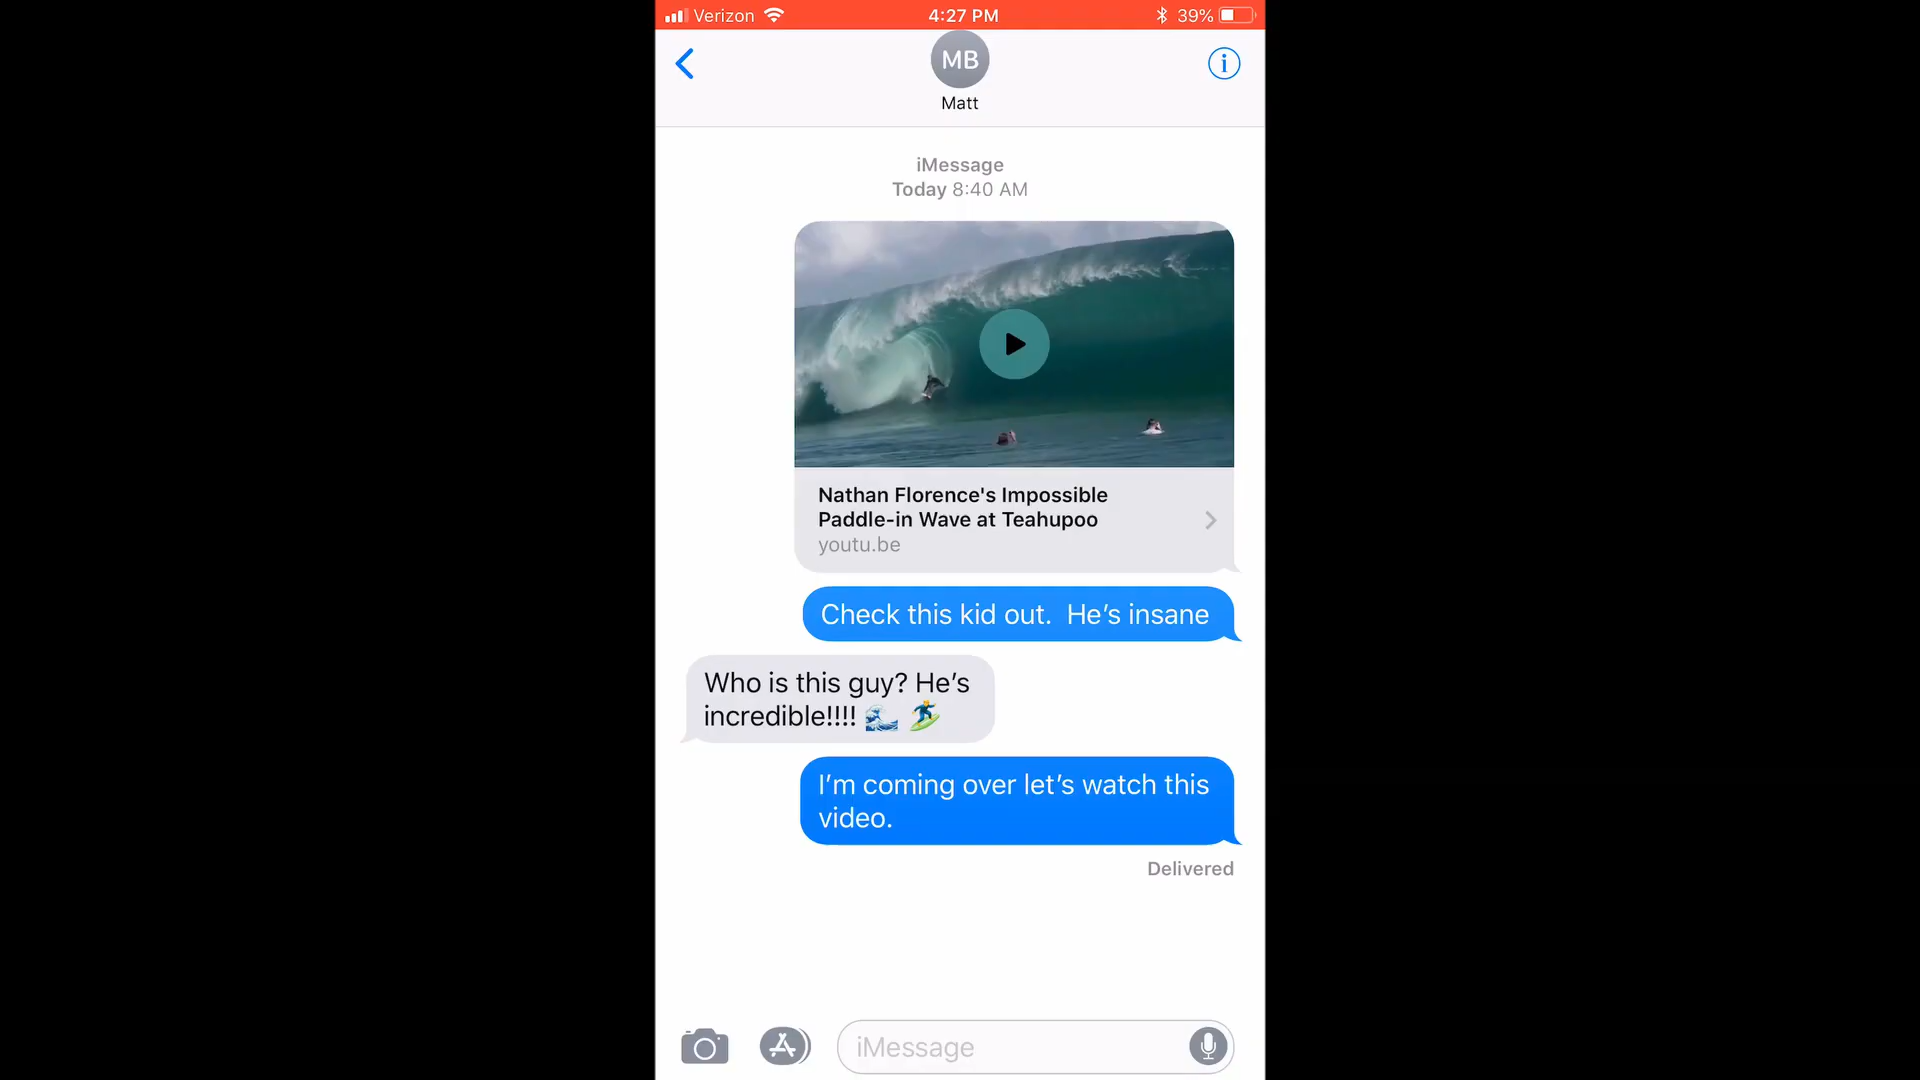 Verizon 4:27 PM 39%
MB
Matt
iMessage
Today 8:40 AM
Nathan Florence's Impossible
Paddle-in Wave at Teahupoo
youtu.be
Check this kid out.  He’s insane
Who is this guy? He’s
incredible!!!! 🌊 🏄‍♂️
I’m coming over let’s watch this
video.
Delivered
iMessage